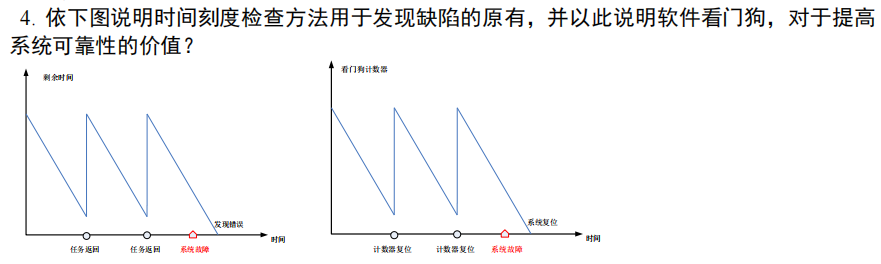 4. 依下图说明时间刻度检查方法用于发现缺陷的原有，并以此说明软件看门狗，对于提高
系统可靠性的价值？
剩余时间
发现错误
时间
任务返回
任务返回
系统故障
看门狗计数器
系统复位
时间
计数器复位
计数器复位
系统故障